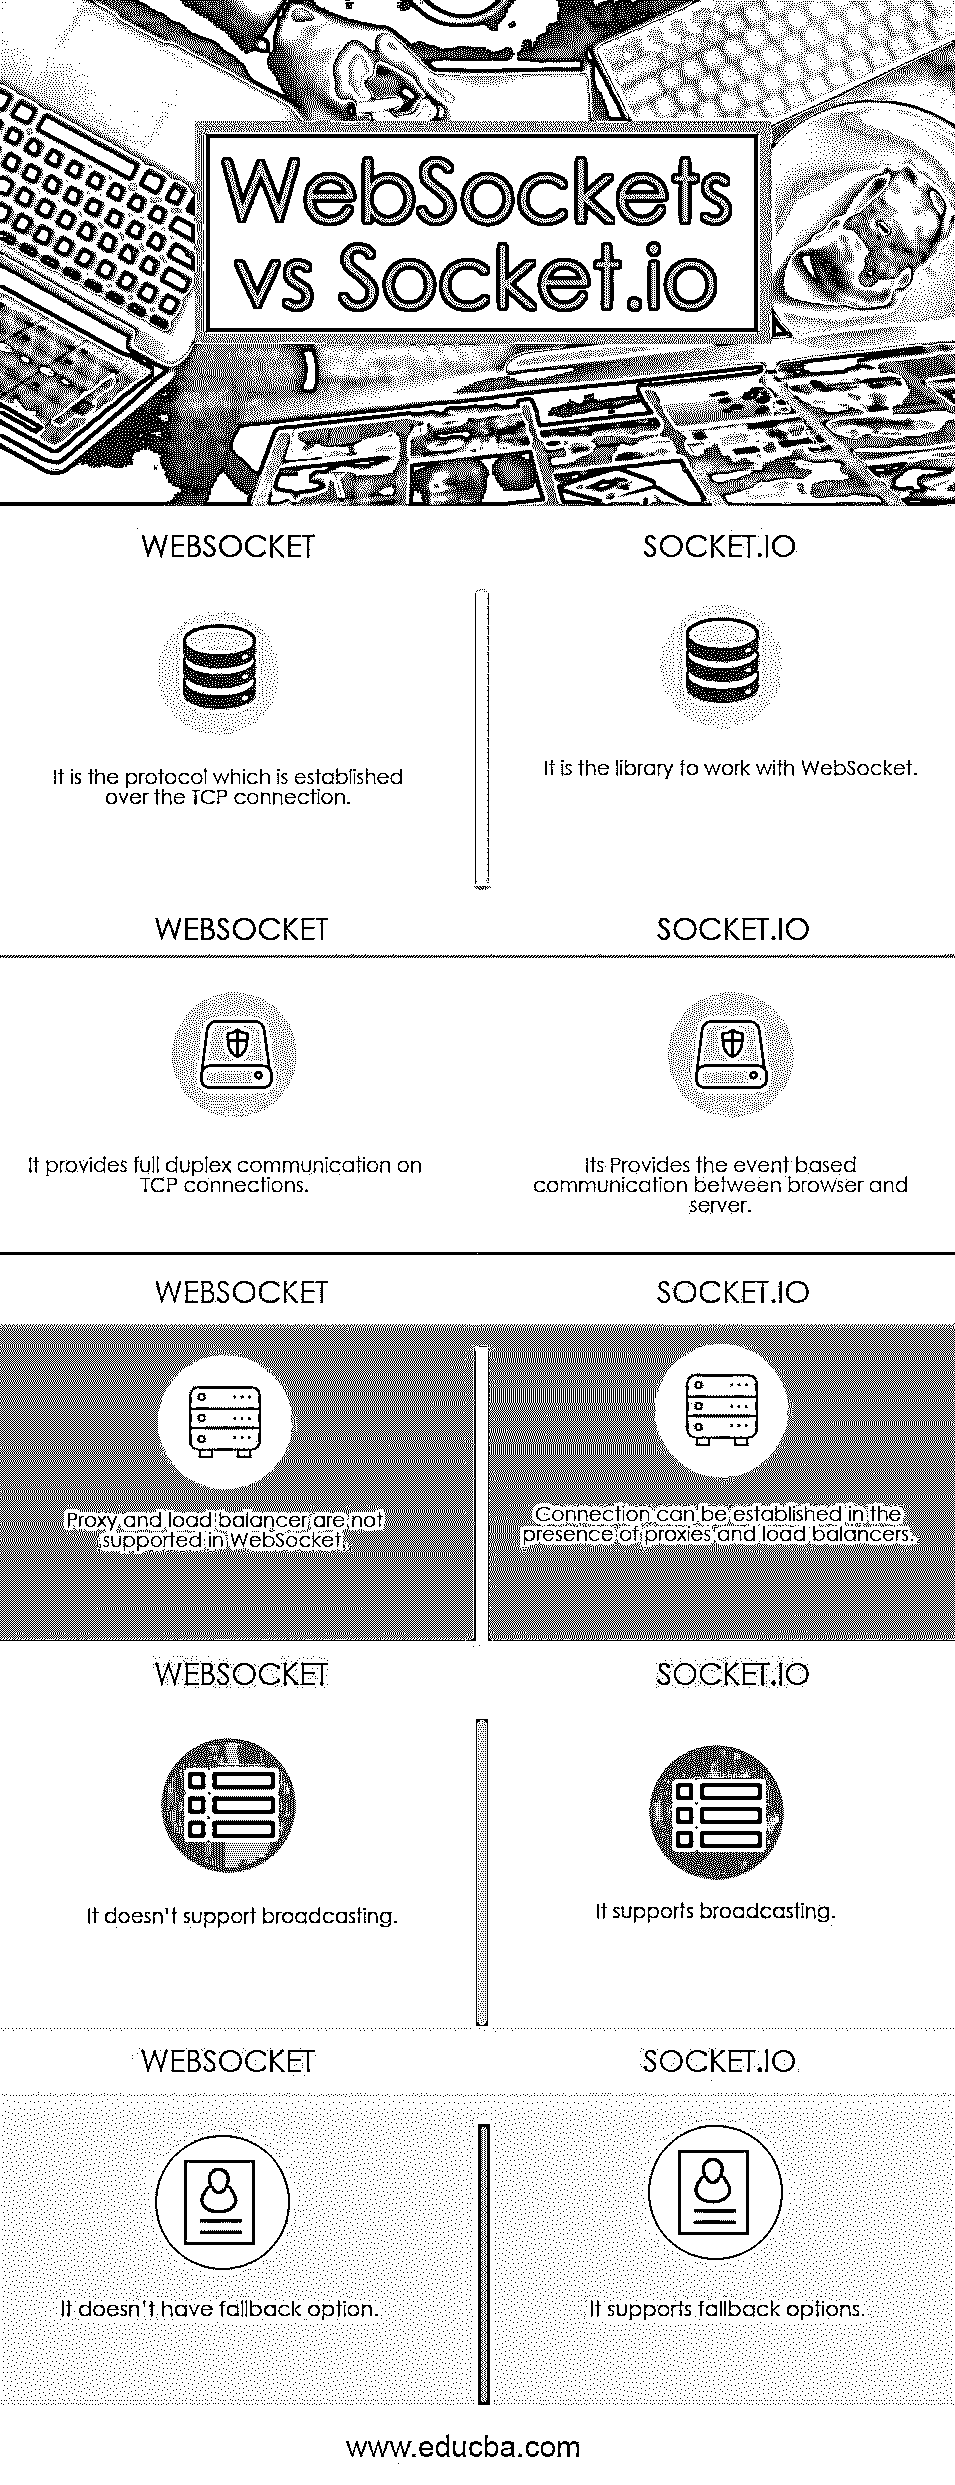 WebSockets
vs Socket.io
WEBSOCKET
SOCKET.IO
It is the protocol which is established
over the TCP connection.
It is the library to work with WebSocket.
WEBSOCKET
SOCKET.IO
It provides full duplex communication on
TCP connections.
Its Provides the event based
communication between browser and
server.
WEBSOCKET
SOCKET.IO
Proxy and load balancer are not
supported in WebSocket.
Connection can be established in the
presence of proxies and load balancers.
WEBSOCKET
SOCKET.IO
It doesn't support broadcasting.
It supports broadcasting.
WEBSOCKET
SOCKET.IO
It doesn't have fallback option.
It supports fallback options.
www.educba.com